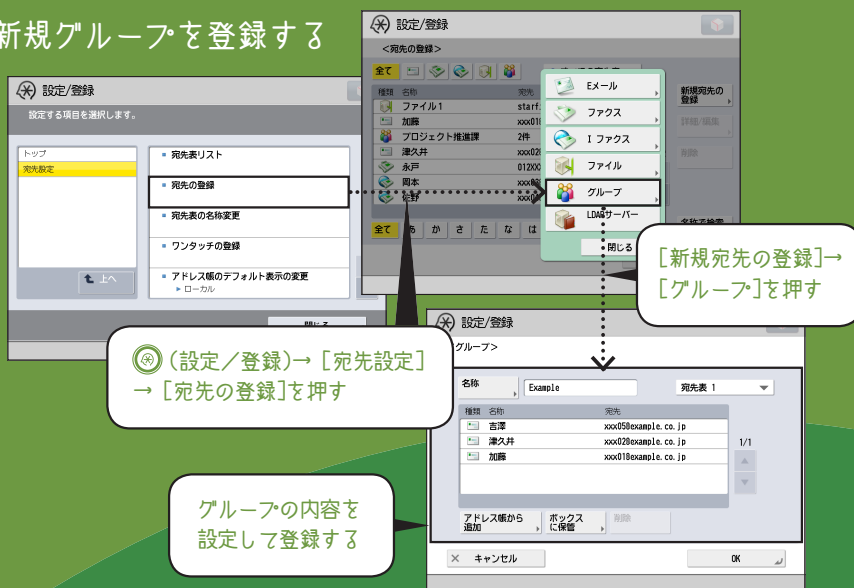 新規グループを登録する
設定/登録
設定する項目を選択します。
トップ
宛先設定
上へ
宛先表リスト
宛先の登録
宛先表の名称変更
ワンタッチの登録
アドレス帳のデフォルト表示の変更
ローカル
設定/登録
<宛先の登録>
全て
種類 名称 宛先
ファイル1
加藤
プロジェクト推進課 2件
津久井
永戸
岡本
佐野
全て あ か さ た な は
新規宛先の
登録
詳細/編集
削除
名称で検索
Eメール
ファクス
I ファクス
ファイル
グループ
LDAPサーバー
閉じる
[新規宛先の登録]→
[グループ]を押す
(設定/登録)→ [宛先設定]
→ [宛先の登録]を押す
設定/登録
グループ>
名称 Example 宛先表 1
種類 名称 宛先
吉澤 xxx050example.co.jp
津久井 xxx020example.co.jp
加藤 xxx010example.co.jp
1/1
アドレス帳から
追加
ボックス
に保管
削除
キャンセル
OK
グループの内容を
設定して登録する